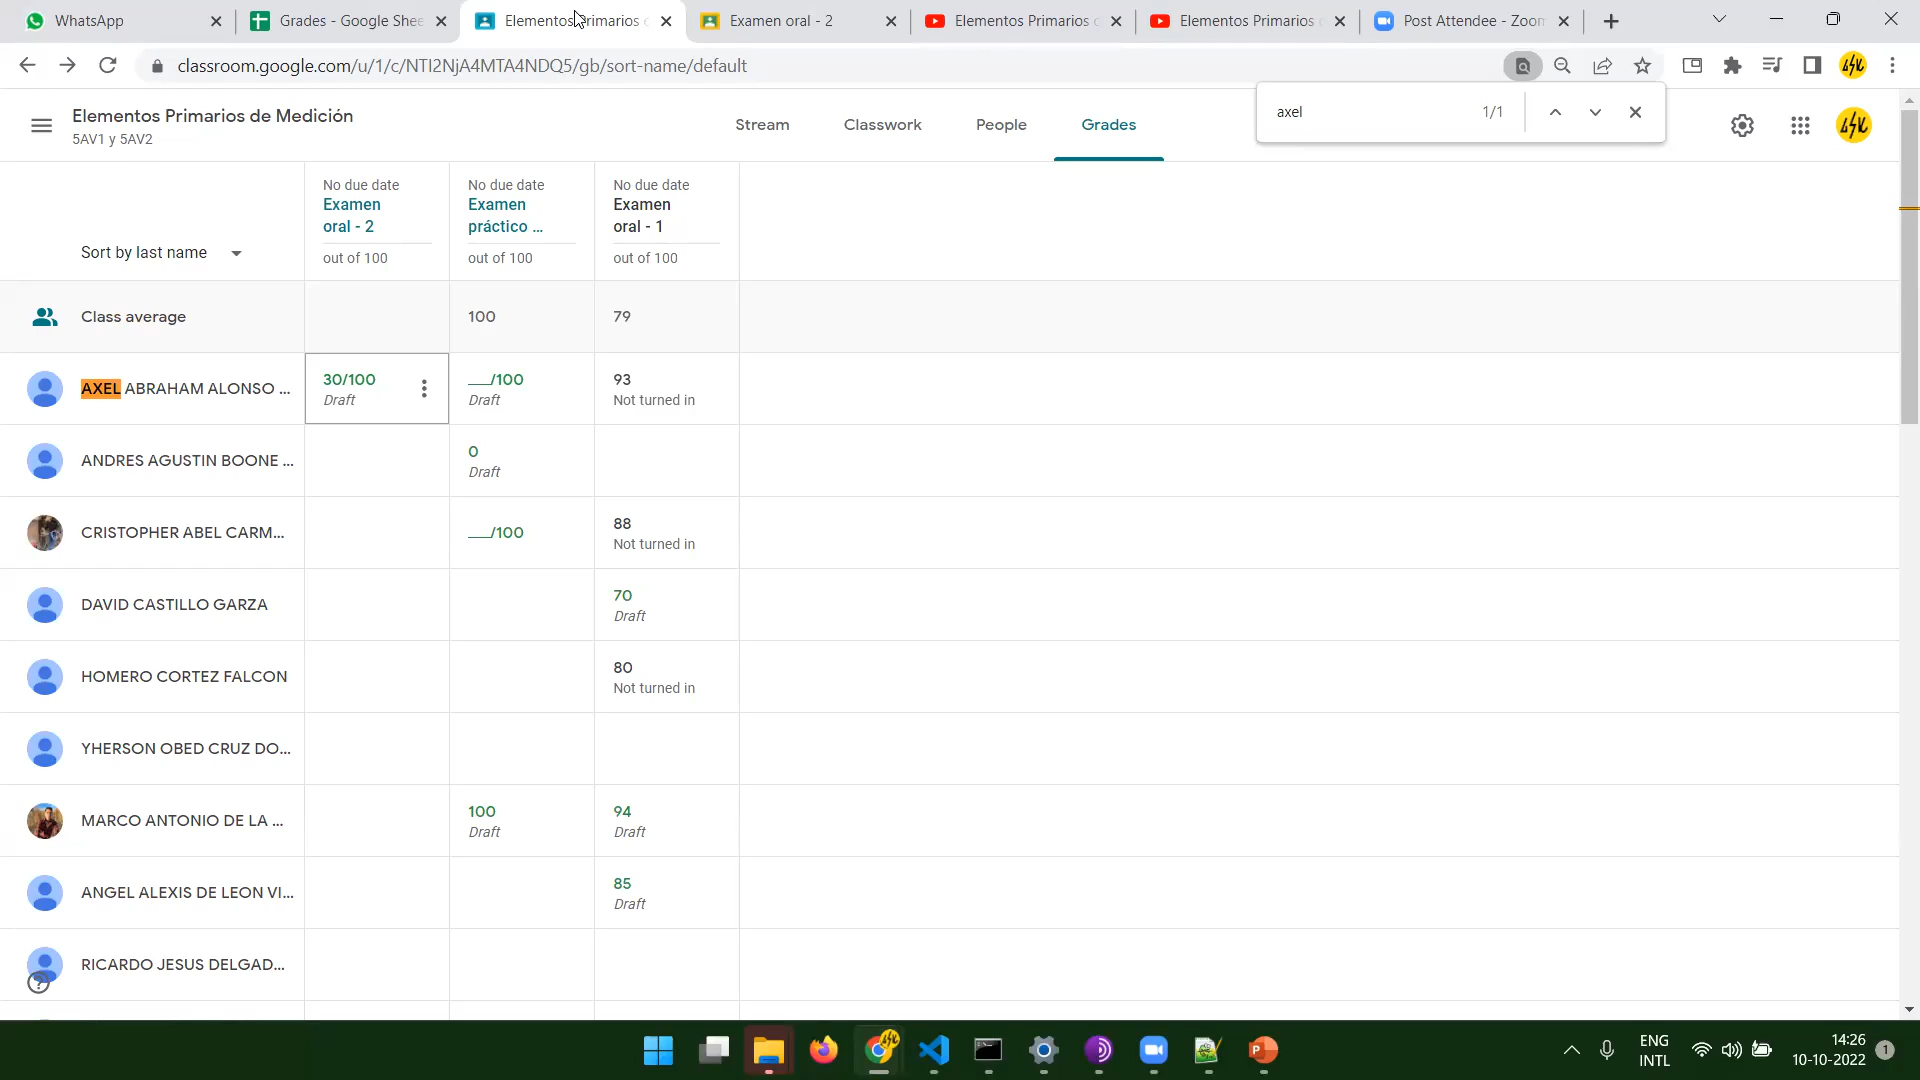 WhatsApp
Grades - Google Shee
Elementos Primarios
Examen oral - 2
Elementos Primarios
Elementos Primarios
Post Attendee - Zoom
classroom.google.com/u/1/c/NTI2NjA4MTA4NDQ5/gb/sort-name/default
axel
1/1
Elementos Primarios de Medición
5AV1 y 5AV2
Stream
Classwork
People
Grades
Sort by last name
No due date
Examen
oral - 2
out of 100
No due date
Examen
práctico ...
out of 100
No due date
Examen
oral - 1
out of 100
Class average
100
79
AXEL ABRAHAM ALONSO ...
30/100
Draft
___/100
Draft
93
Not turned in
ANDRES AGUSTIN BOONE ...
0
Draft
CRISTOPHER ABEL CARM...
___/100
88
Not turned in
DAVID CASTILLO GARZA
70
Draft
HOMERO CORTEZ FALCON
80
Not turned in
YHERSON OBED CRUZ DO...
MARCO ANTONIO DE LA ...
100
Draft
94
Draft
ANGEL ALEXIS DE LEON VI...
85
Draft
RICARDO JESUS DELGAD...
ENG
INTL
14:26
10-10-2022
1